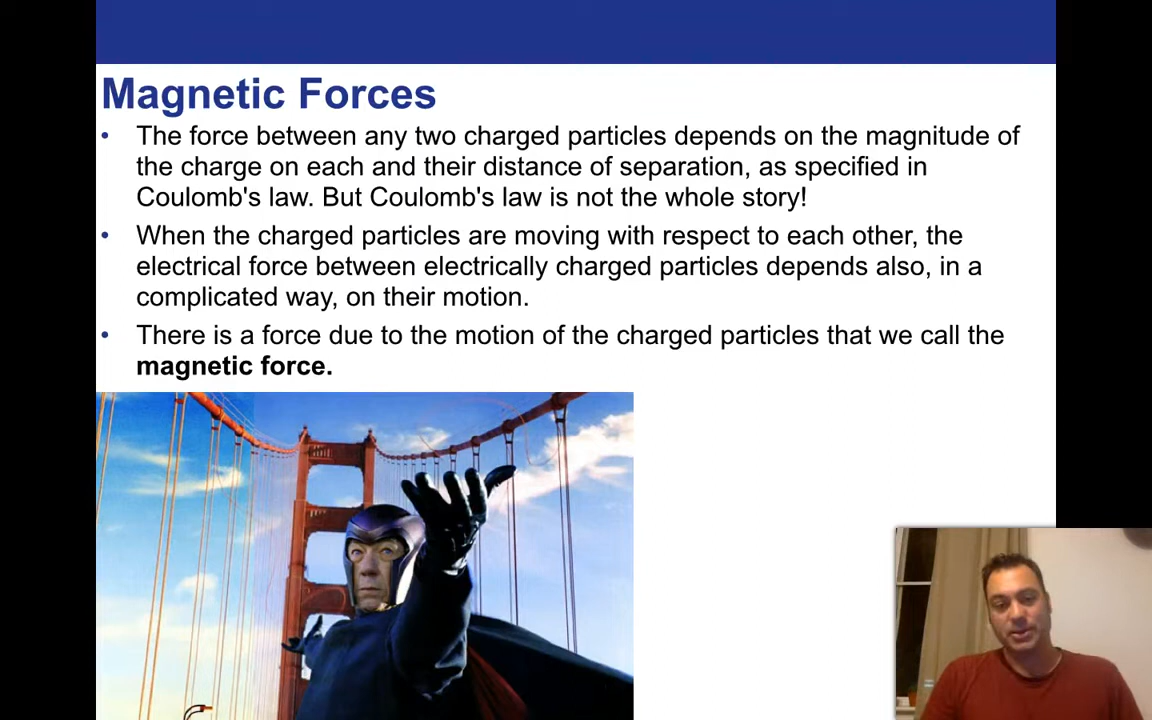 Magnetic Forces
• The force between any two charged particles depends on the magnitude of
the charge on each and their distance of separation, as specified in
Coulomb's law. But Coulomb's law is not the whole story!
• When the charged particles are moving with respect to each other, the
electrical force between electrically charged particles depends also, in a
complicated way, on their motion.
• There is a force due to the motion of the charged particles that we call the
magnetic force.